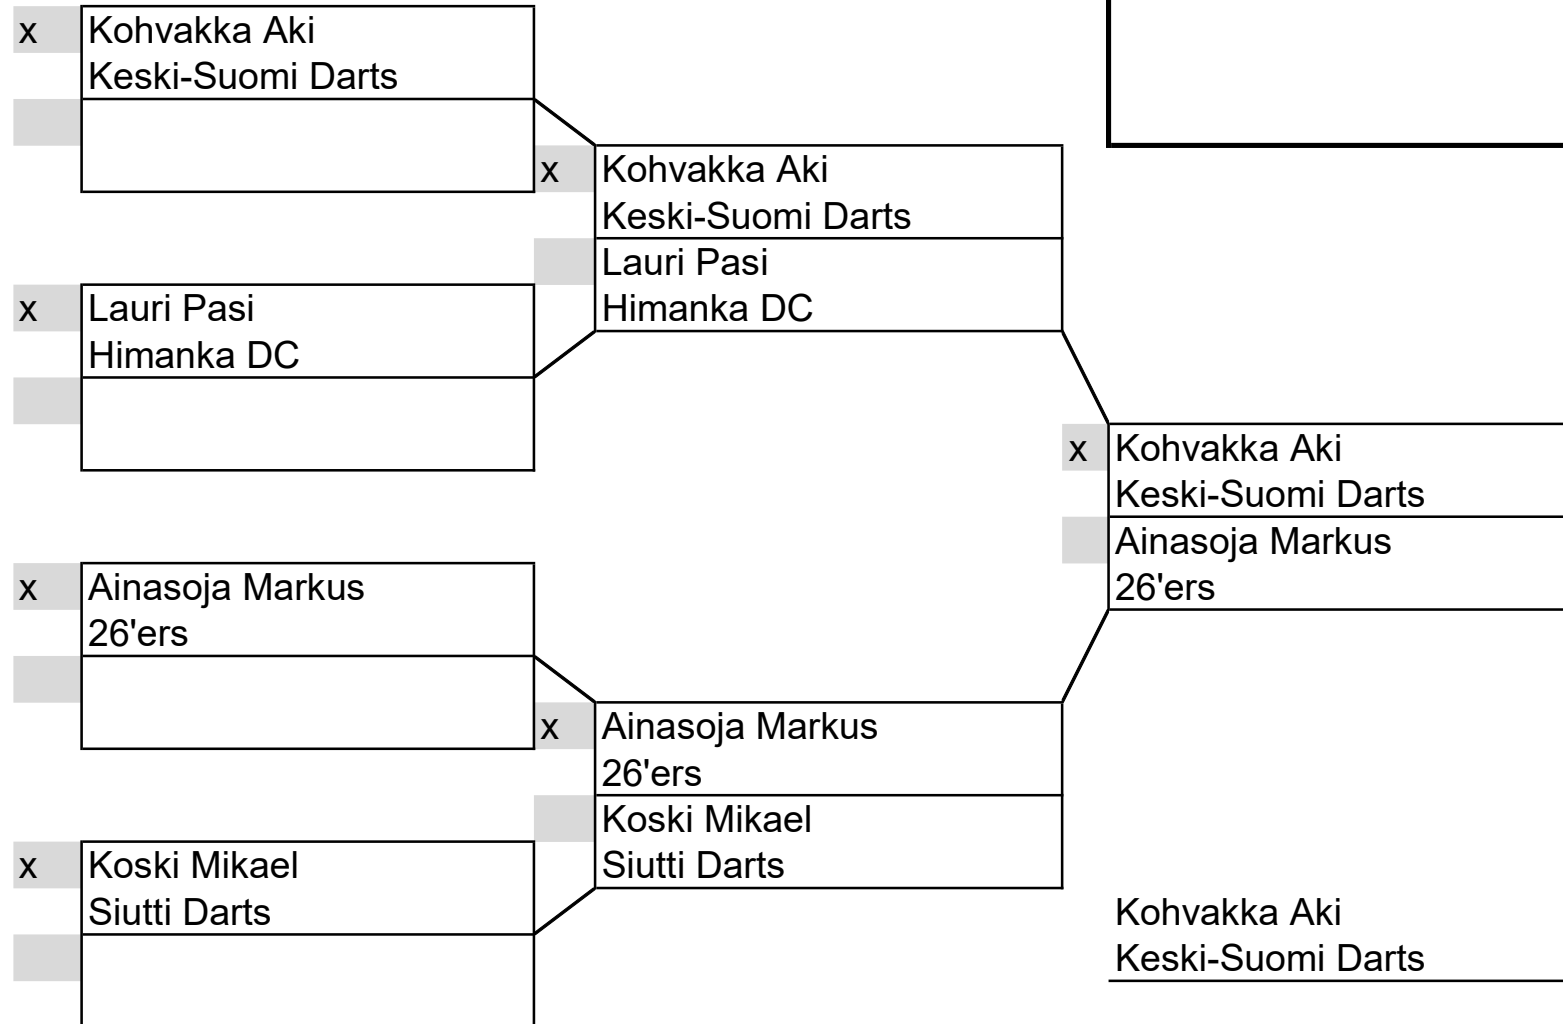 x Kohvakka Aki
Keski-Suomi Darts
x Kohvakka Aki
Keski-Suomi Darts
Lauri Pasi
Himanka DC
x Lauri Pasi
Himanka DC
x Kohvakka Aki
Keski-Suomi Darts
Ainasoja Markus
26'ers
x Ainasoja Markus
26'ers
x Ainasoja Markus
26'ers
Koski Mikael
Siutti Darts
x Koski Mikael
Siutti Darts
Kohvakka Aki
Keski-Suomi Darts